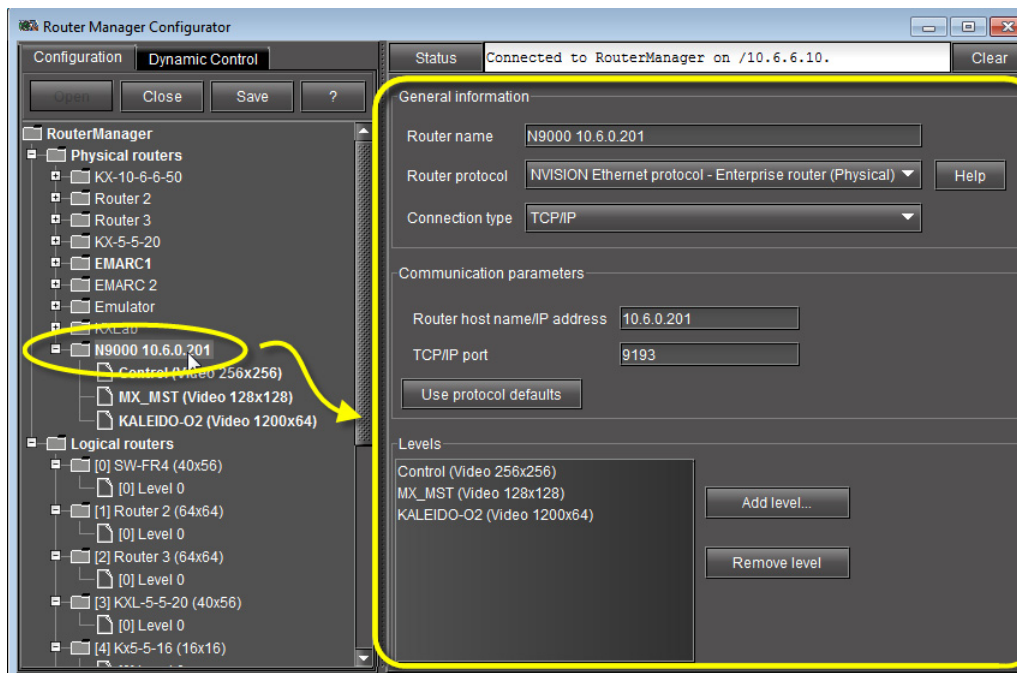 Router Manager Configurator
Configuration
Dynamic Control
Open
Close
Save
?
RouterManager
Physical routers
KX-10-6-6-50
Router 2
Router 3
KX-5-5-20
EMARC1
EMARC 2
Emulator
KXLab
N9000 10.6.0.201
Control (Video 256x256)
MX_MST (Video 128x128)
KALEIDO-O2 (Video 1200x64)
Logical routers
[0] SW-FR4 (40x56)
[0] Level 0
[1] Router 2 (64x64)
[0] Level 0
[2] Router 3 (64x64)
[0] Level 0
[3] KXL-5-5-20 (40x56)
[0] Level 0
[4] Kx5-5-16 (16x16)
Status
Connected to RouterManager on /10.6.6.10.
Clear
General information
Router name N9000 10.6.0.201
Router protocol NVISION Ethernet protocol - Enterprise router (Physical) Help
Connection type TCP/IP
Communication parameters
Router host name/IP address 10.6.0.201
TCP/IP port 9193
Use protocol defaults
Levels
Control (Video 256x256)
MX_MST (Video 128x128)
KALEIDO-O2 (Video 1200x64)
Add level...
Remove level